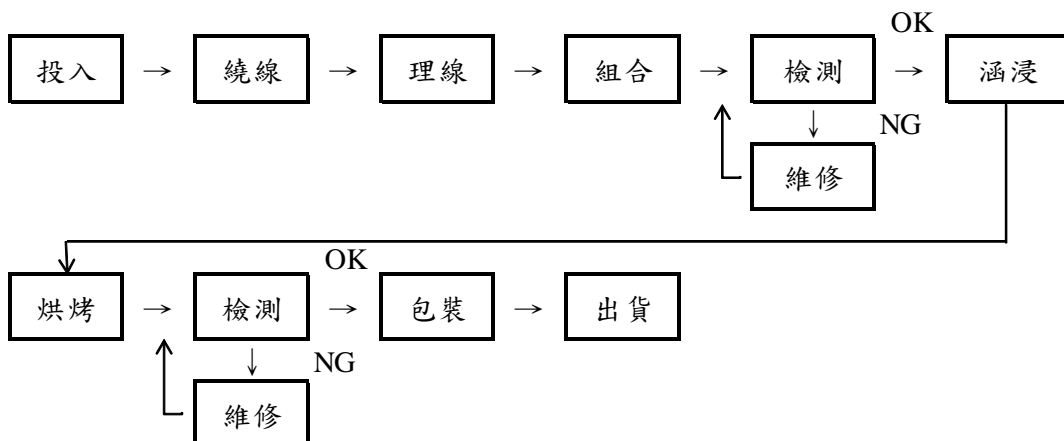 OK
投入 → 繞線 → 理線 → 組合 → 檢測 → 涵浸
↓ NG
維修
OK
烘烤 → 檢測 → 包裝 → 出貨
↓ NG
維修